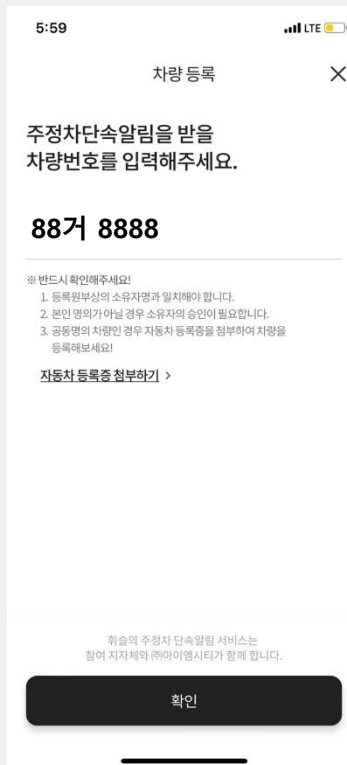 5:59 LTE
차량 등록
주정차단속알림을 받을
차량번호를 입력해주세요.
88거 8888
※ 반드시 확인해주세요!
1. 등록원부상의 소유자명과 일치해야 합니다.
2. 본인 명의가 아닐 경우 소유자의 승인이 필요합니다.
3. 공동명의 차량인 경우 자동차 등록증을 첨부하여 차량을
등록해보세요!
자동차 등록증 첨부하기 >
휘슬의 주정차 단속알림 서비스는
참여 지자체와 ㈜아이엠시티가 함께 합니다.
확인